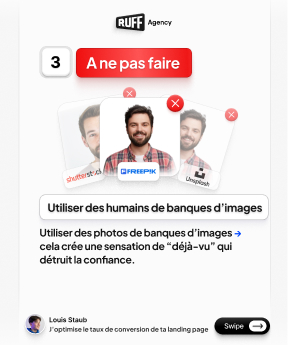 RUFF Agency
3 A ne pas faire
shutterstock
FREEPIK
Unsplash
Utiliser des humains de banques d’images
Utiliser des photos de banques d’images →
cela crée une sensation de “déjà-vu” qui
détruit la confiance.
Louis Staub
J’optimise le taux de conversion de ta landing page
Swipe →